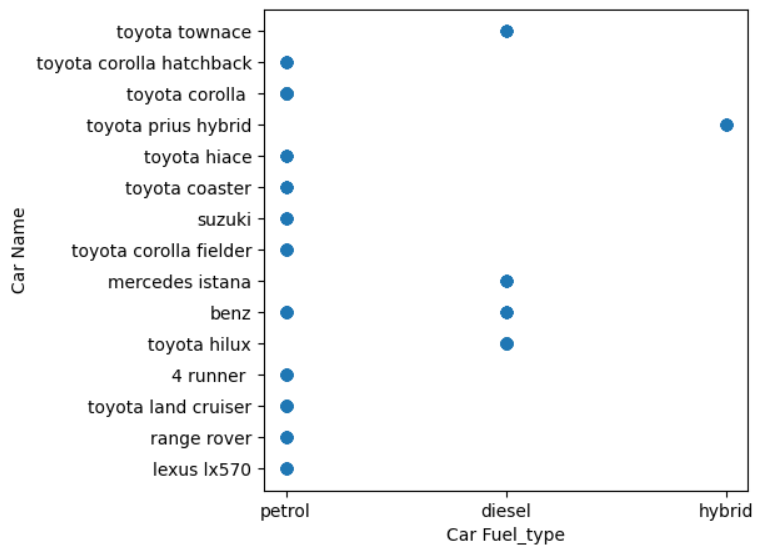 toyota townace
toyota corolla hatchback
toyota corolla
toyota prius hybrid
toyota hiace
toyota coaster
suzuki
toyota corolla fielder
mercedes istana
benz
toyota hilux
4 runner
toyota land cruiser
range rover
lexus lx570
Car Name
petrol diesel hybrid
Car Fuel_type